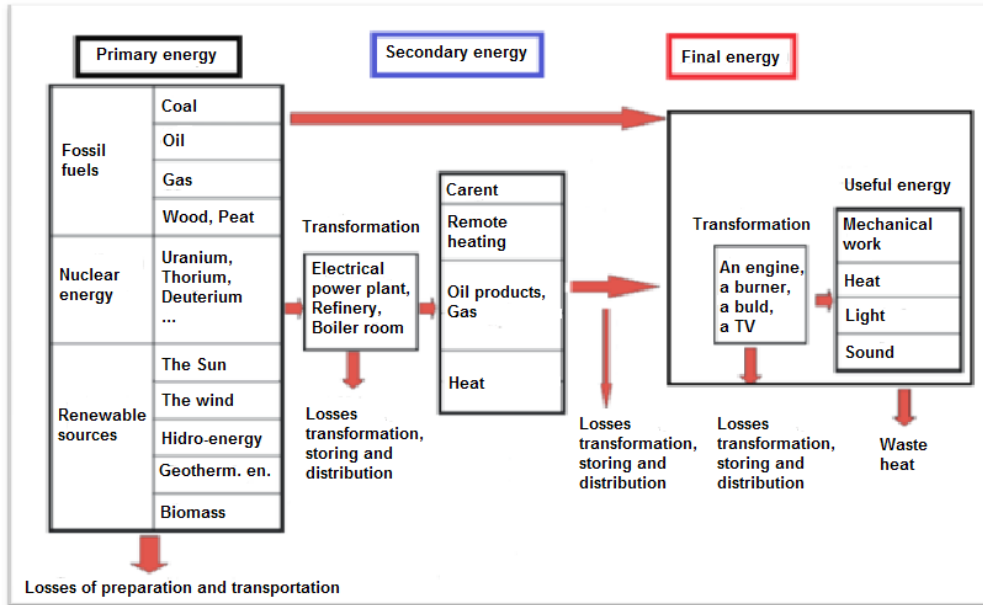 Primary energy
Secondary energy
Final energy
Fossil
fuels
Coal
Oil
Gas
Wood, Peat
Nuclear
energy
Uranium,
Thorium,
Deuterium
...
Renewable
sources
The Sun
The wind
Hidro-energy
Geotherm. en.
Biomass
Losses of preparation and transportation
Transformation
Electrical
power plant,
Refinery,
Boiler room
Losses
transformation,
storing and
distribution
Carent
Remote
heating
Oil products,
Gas
Heat
Losses
transformation,
storing and
distribution
Transformation
An engine,
a burner,
a buld,
a TV
Losses
transformation,
storing and
distribution
Useful energy
Mechanical
work
Heat
Light
Sound
Waste
heat